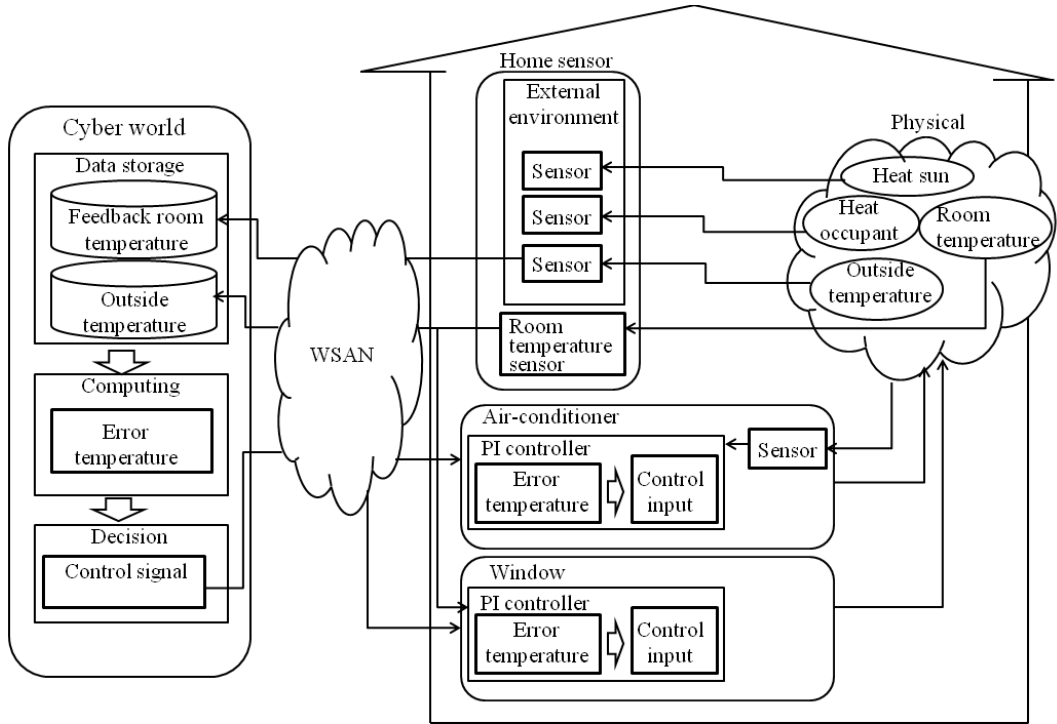 Home sensor
External
environment
Sensor
Sensor
Sensor
Room
temperature
sensor
Cyber world
Data storage
Feedback room
temperature
Outside
temperature
Computing
Error
temperature
Decision
Control signal
WSAN
Physical
Heat sun
Heat
occupant
Room
temperature
Outside
temperature
Air-conditioner
PI controller
Error
temperature
Control
input
Sensor
Window
PI controller
Error
temperature
Control
input